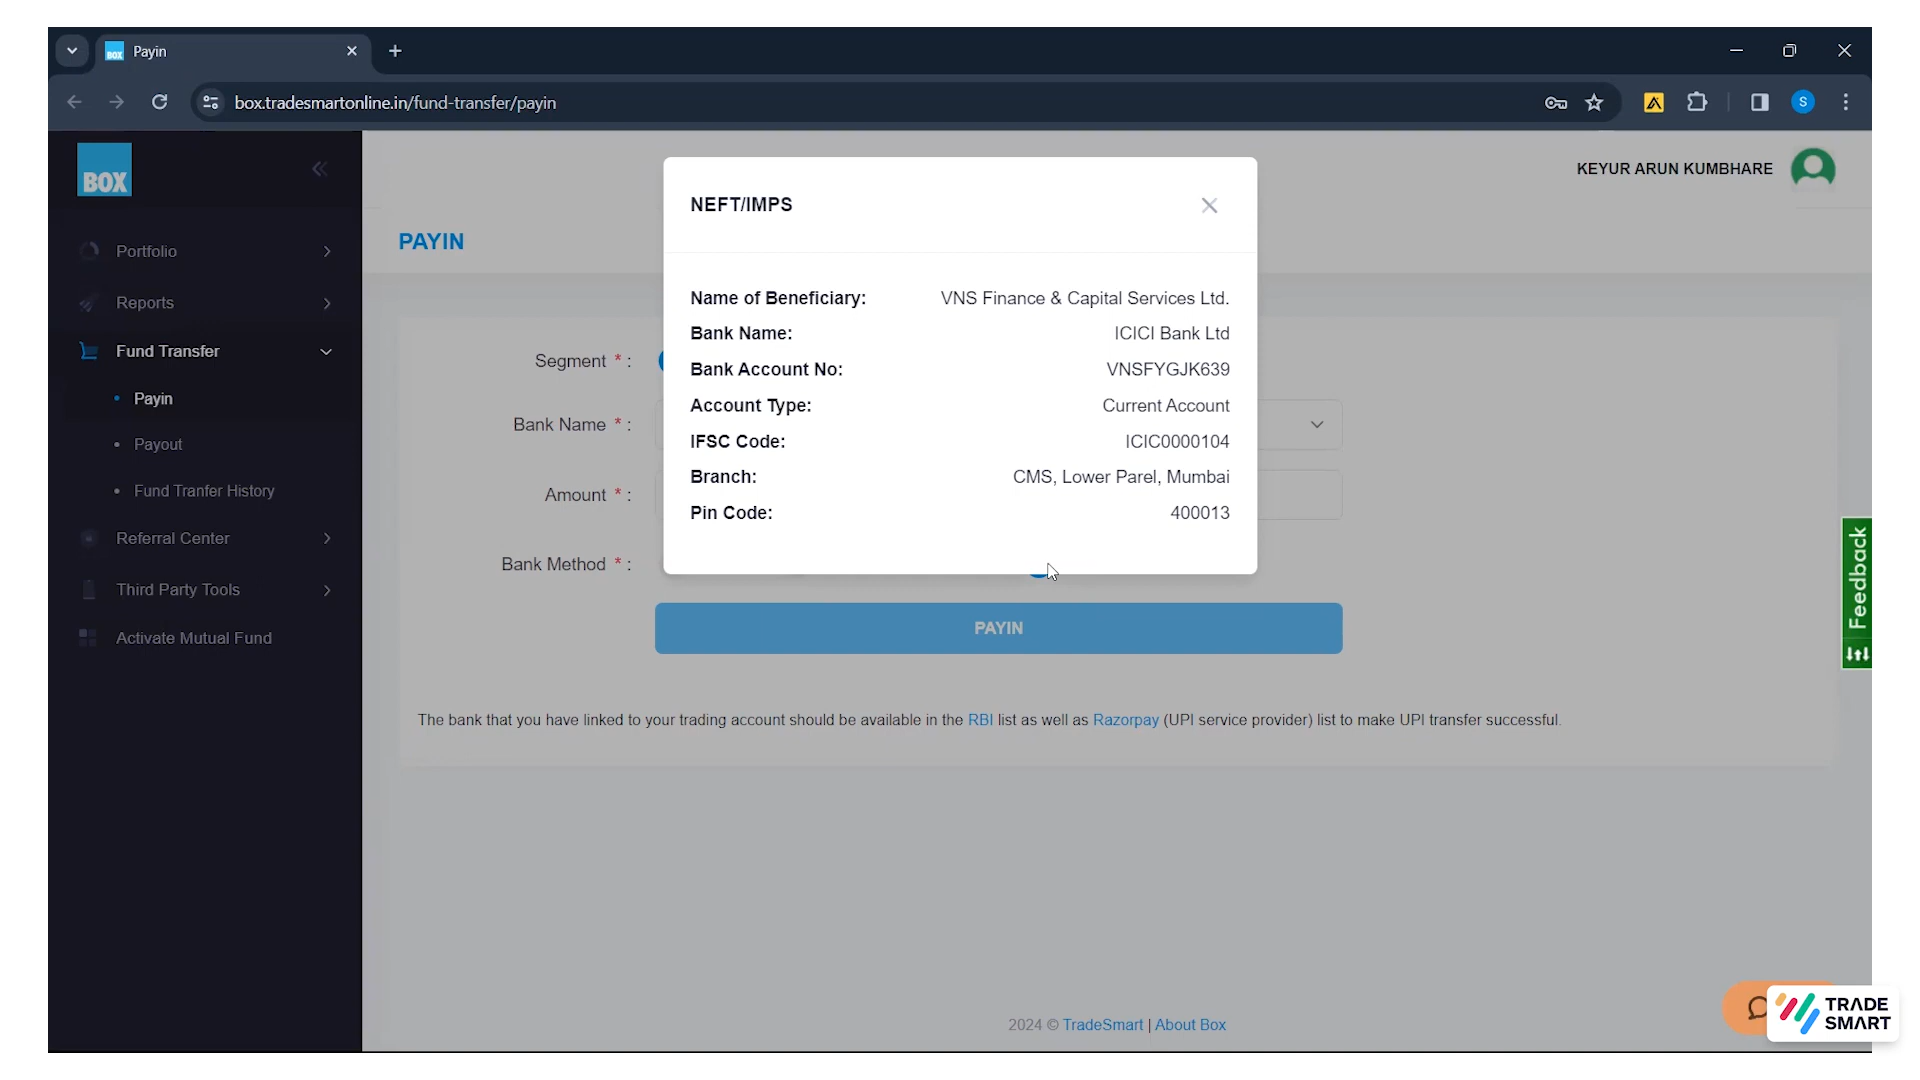 BOX Payin
box.tradesmartonline.in/fund-transfer/payin
S
BOX
KEYUR ARUN KUMBHARE
Portfolio
Reports
Fund Transfer
Payin
Payout
Fund Tranfer History
Referral Center
Third Party Tools
Activate Mutual Fund
PAYIN
NEFT/IMPS
Name of Beneficiary: VNS Finance & Capital Services Ltd.
Bank Name: ICICI Bank Ltd
Bank Account No: VNSFYGJK639
Account Type: Current Account
IFSC Code: ICIC0000104
Branch: CMS, Lower Parel, Mumbai
Pin Code: 400013
Segment * :
Bank Name * :
Amount * :
Bank Method * :
PAYIN
The bank that you have linked to your trading account should be available in the RBI list as well as Razorpay (UPI service provider) list to make UPI transfer successful.
Feedback
2024 © TradeSmart | About Box
TRADE
SMART